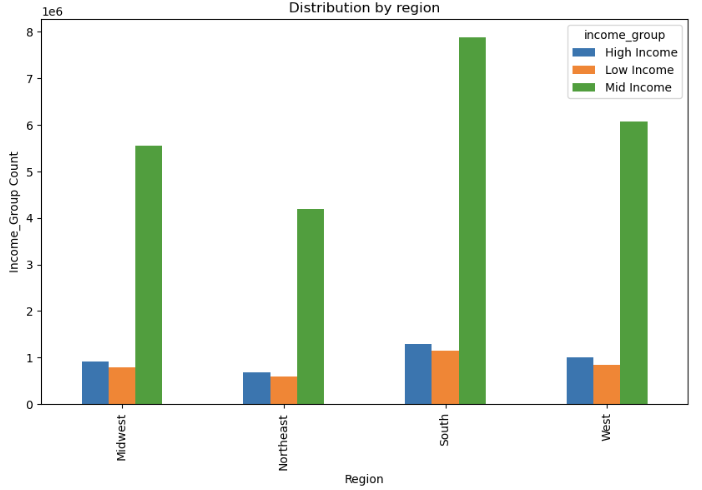 Distribution by region
1e6
income_group
High Income
Low Income
Mid Income
8
7
6
5
4
3
2
1
0
Income_Group Count
Midwest
Northeast
South
West
Region